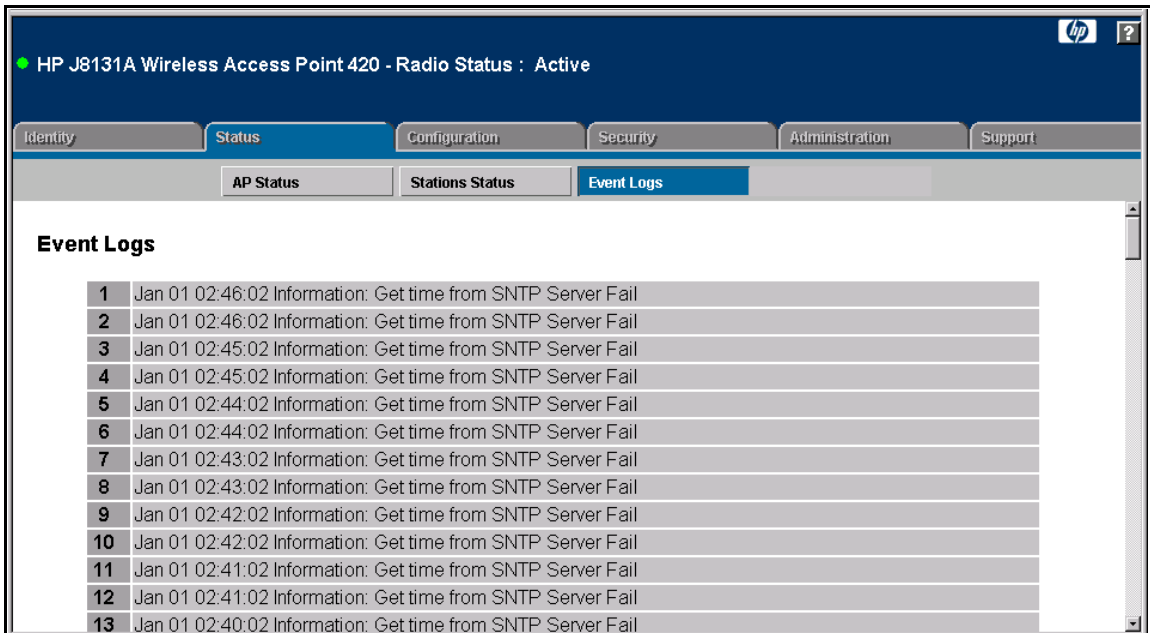 hp ?
HP J8131A Wireless Access Point 420 - Radio Status : Active
Identity Status Configuration Security Administration Support
AP Status Stations Status Event Logs
Event Logs
1 Jan 01 02:46:02 Information: Get time from SNTP Server Fail
2 Jan 01 02:46:02 Information: Get time from SNTP Server Fail
3 Jan 01 02:45:02 Information: Get time from SNTP Server Fail
4 Jan 01 02:45:02 Information: Get time from SNTP Server Fail
5 Jan 01 02:44:02 Information: Get time from SNTP Server Fail
6 Jan 01 02:44:02 Information: Get time from SNTP Server Fail
7 Jan 01 02:43:02 Information: Get time from SNTP Server Fail
8 Jan 01 02:43:02 Information: Get time from SNTP Server Fail
9 Jan 01 02:42:02 Information: Get time from SNTP Server Fail
10 Jan 01 02:42:02 Information: Get time from SNTP Server Fail
11 Jan 01 02:41:02 Information: Get time from SNTP Server Fail
12 Jan 01 02:41:02 Information: Get time from SNTP Server Fail
13 Jan 01 02:40:02 Information: Get time from SNTP Server Fail